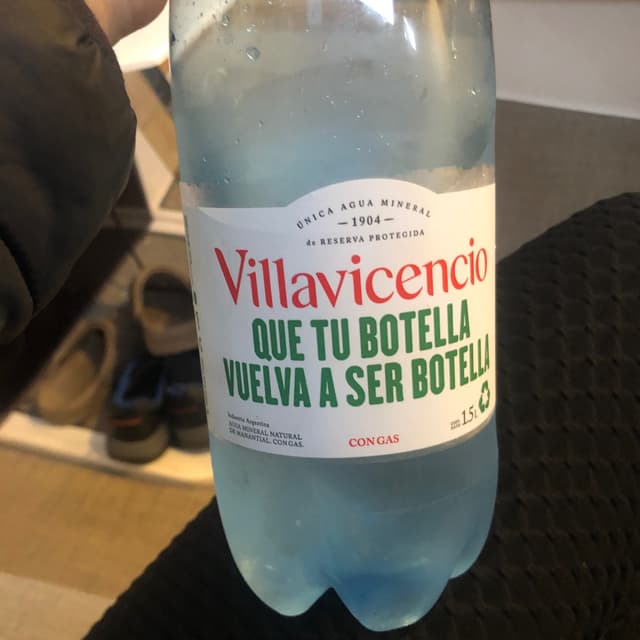 ÚNICA AGUA MINERAL
—1904—
de RESERVA PROTEGIDA
Villavicencio
QUE TU BOTELLA
VUELVA A SER BOTELLA
Industria Argentina
AGUA MINERAL NATURAL
DE MANANTIAL. CON GAS.
CON GAS
1.5 L